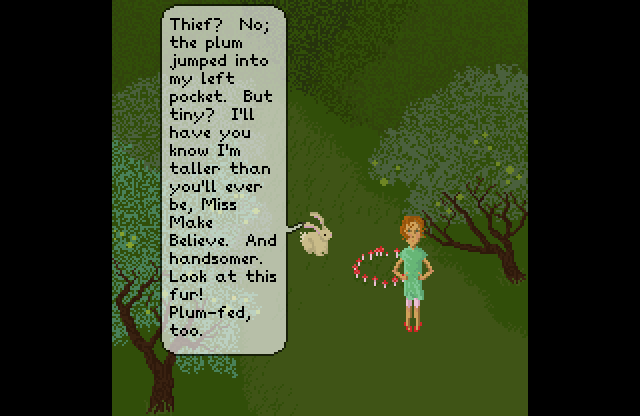 Thief? No;
the plum
jumped into
my left
pocket. But
tiny? I'll
have you
know I'm
taller than
you'll ever
be, Miss
Make
Believe. And
handsomer.
Look at this
fur!
Plum-fed,
too.